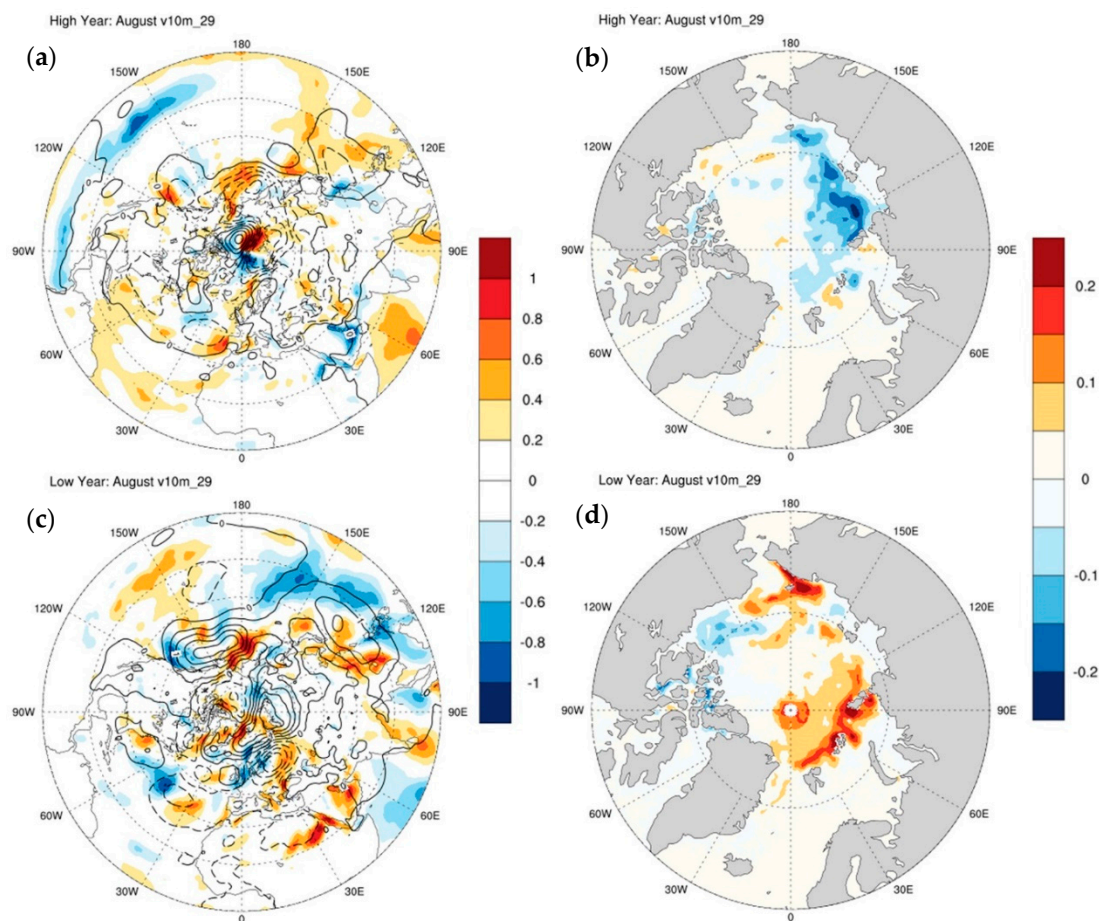 High Year: August v10m_29
(a)
180
150W
150E
120W
120E
90W
90E
60W
60E
30W
30E
0
High Year: August v10m_29
(b)
180
150W
150E
120W
120E
90W
90E
60W
60E
30W
30E
0
1
0.8
0.6
0.4
0.2
0
-0.2
-0.4
-0.6
-0.8
-1
0.2
0.1
0
-0.1
-0.2
Low Year: August v10m_29
(c)
180
150W
150E
120W
120E
90W
90E
60W
60E
30W
30E
0
Low Year: August v10m_29
(d)
180
150W
150E
120W
120E
90W
90E
60W
60E
30W
30E
0